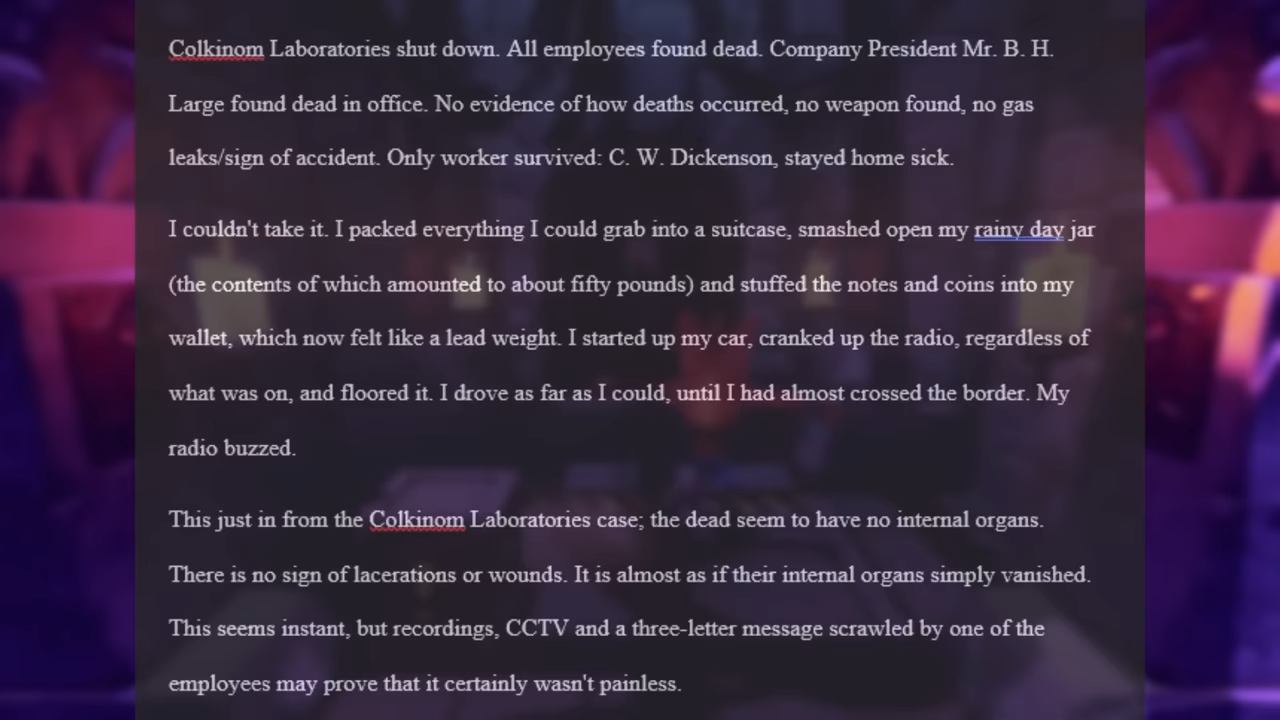 Colkinom Laboratories shut down. All employees found dead. Company President Mr. B. H.
Large found dead in office. No evidence of how deaths occurred, no weapon found, no gas
leaks/sign of accident. Only worker survived: C. W. Dickenson, stayed home sick.
I couldn't take it. I packed everything I could grab into a suitcase, smashed open my rainy day jar
(the contents of which amounted to about fifty pounds) and stuffed the notes and coins into my
wallet, which now felt like a lead weight. I started up my car, cranked up the radio, regardless of
what was on, and floored it. I drove as far as I could, until I had almost crossed the border. My
radio buzzed.
This just in from the Colkinom Laboratories case; the dead seem to have no internal organs.
There is no sign of lacerations or wounds. It is almost as if their internal organs simply vanished.
This seems instant, but recordings, CCTV and a three-letter message scrawled by one of the
employees may prove that it certainly wasn't painless.